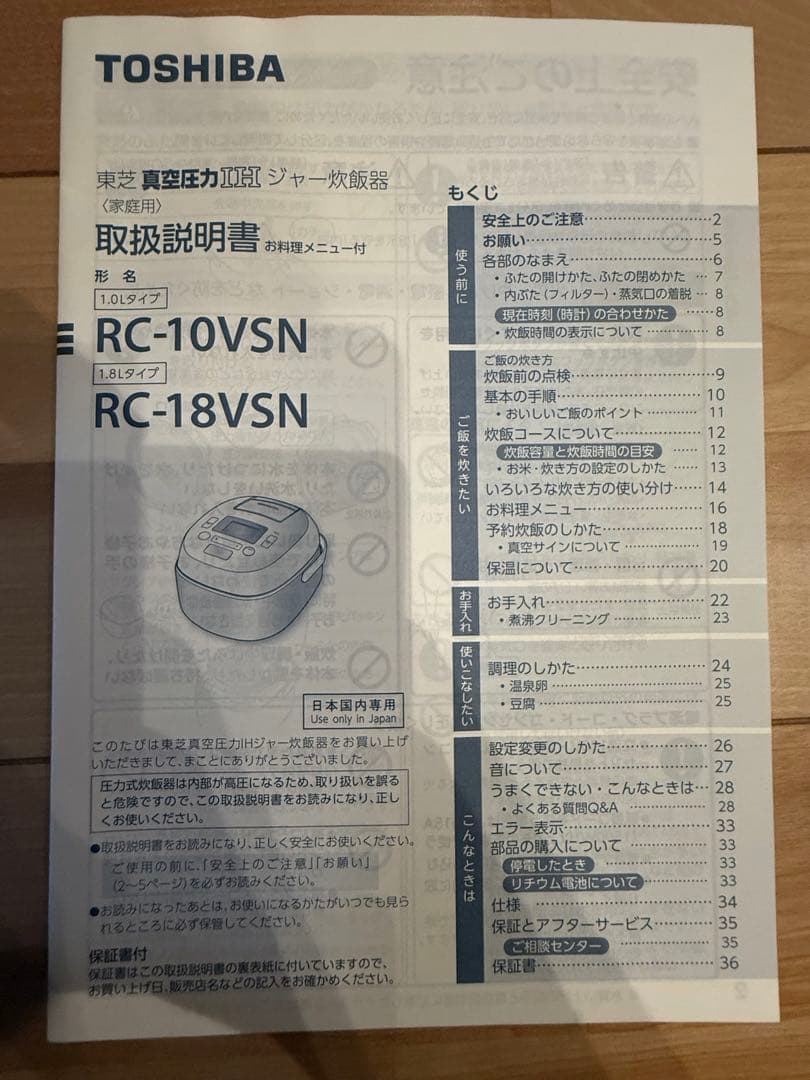 TOSHIBA
東芝 真空圧力IHジャー炊飯器
〈家庭用〉
取扱説明書 お料理メニュー付
形 名
1.0Lタイプ
RC-10VSN
1.8Lタイプ
RC-18VSN
日本国内専用
Use only in Japan
このたびは東芝真空圧力IHジャー炊飯器をお買い上げ
いただきまして、まことにありがとうございました。
圧力式炊飯器は内部が高圧になるため、取り扱いを誤る
と危険ですので、この取扱説明書をお読みになり、正し
くお使いください。
●取扱説明書をお読みになり、正しく安全にお使いください。
ご使用の前に、「安全上のご注意」「お願い」
(2〜5ページ)を必ずお読みください。
●お読みになったあとは、お使いになるかたがいつでも見ら
れるところに必ず保管してください。
保証書付
保証書はこの取扱説明書の裏表紙に付いていますので、
お買い上げ日、販売店名などの記入をお確かめください。
もくじ
使う前に
安全上のご注意……………………2
お願い……………………5
各部のなまえ……………………6
・ふたの開けかた、ふたの閉めかた … 7
・内ぶた(フィルター)・蒸気口の着脱 … 8
現在時刻(時計)の合わせかた ……8
・炊飯時間の表示について ………… 8
ご飯を炊きたい
ご飯の炊き方
炊飯前の点検……………………9
基本の手順……………………10
・おいしいご飯のポイント ………… 11
炊飯コースについて……………12
炊飯容量と炊飯時間の目安 …… 12
・お米・炊き方の設定のしかた …… 13
いろいろな炊き方の使い分け……14
お料理メニュー……………………16
予約炊飯のしかた………………18
・真空サインについて ……………… 19
保温について……………………20
お手入れ
お手入れ……………………22
・煮沸クリーニング ………………… 23
使いこなしたい
調理のしかた……………………24
・温泉卵 ……………………… 25
・豆腐 ……………………… 25
こんなときは
設定変更のしかた………………26
音について……………………27
うまくできない・こんなときは…28
・よくある質問Q&A ……………… 28
エラー表示……………………33
部品の購入について ……………33
停電したとき ……………… 33
リチウム電池について ………… 33
仕様 ……………………34
保証とアフターサービス…………35
ご相談センター ……………… 35
保証書……………………36